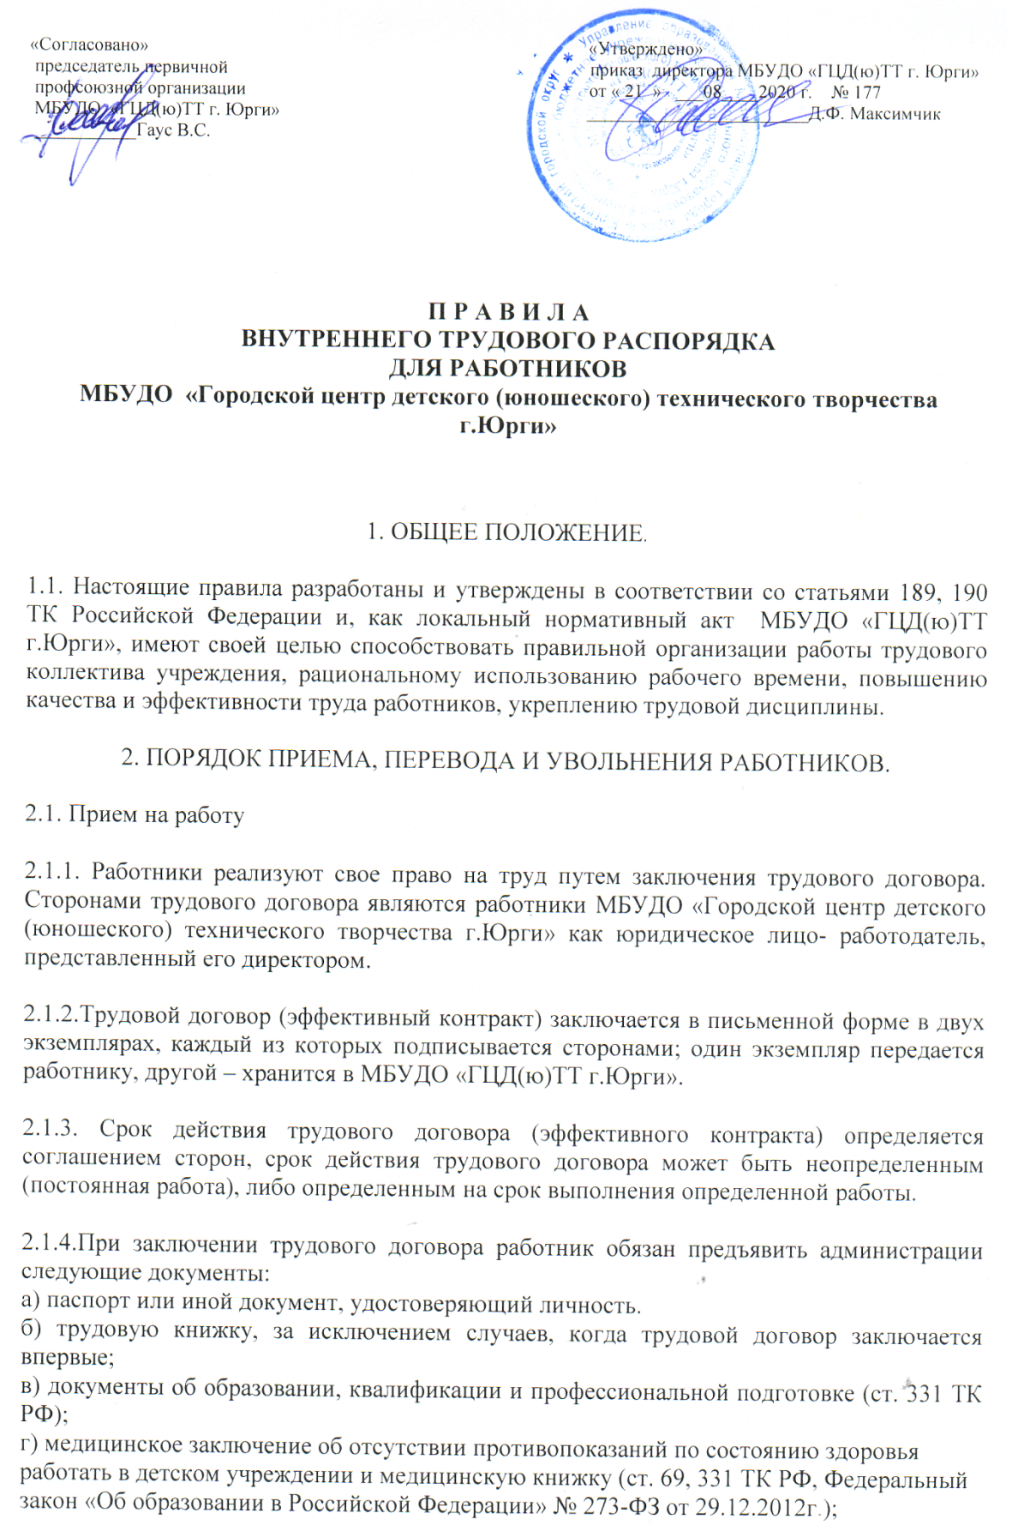 «Согласовано»
председатель первичной
профсоюзной организации
МБУДО «ГЦД(ю)ТТ г. Юрги»
____________Гаус В.С.
«Утверждено»
приказ директора МБУДО «ГЦД(ю)ТТ г. Юрги»
от « 21 » ___08____2020 г. № 177
Д.Ф. Максимчик
П Р А В И Л А
ВНУТРЕННЕГО ТРУДОВОГО РАСПОРЯДКА
ДЛЯ РАБОТНИКОВ
МБУДО «Городской центр детского (юношеского) технического творчества
г.Юрги»
1. ОБЩЕЕ ПОЛОЖЕНИЕ.
1.1. Настоящие правила разработаны и утверждены в соответствии со статьями 189, 190
ТК Российской Федерации и, как локальный нормативный акт МБУДО «ГЦД(ю)ТТ
г.Юрги», имеют своей целью способствовать правильной организации работы трудового
коллектива учреждения, рациональному использованию рабочего времени, повышению
качества и эффективности труда работников, укреплению трудовой дисциплины.
2. ПОРЯДОК ПРИЕМА, ПЕРЕВОДА И УВОЛЬНЕНИЯ РАБОТНИКОВ.
2.1. Прием на работу
2.1.1. Работники реализуют свое право на труд путем заключения трудового договора.
Сторонами трудового договора являются работники МБУДО «Городской центр детского
(юношеского) технического творчества г.Юрги» как юридическое лицо- работодатель,
представленный его директором.
2.1.2.Трудовой договор (эффективный контракт) заключается в письменной форме в двух
экземплярах, каждый из которых подписывается сторонами; один экземпляр передается
работнику, другой – хранится в МБУДО «ГЦД(ю)ТТ г.Юрги».
2.1.3. Срок действия трудового договора (эффективного контракта) определяется
соглашением сторон, срок действия трудового договора может быть неопределенным
(постоянная работа), либо определенным на срок выполнения определенной работы.
2.1.4.При заключении трудового договора работник обязан предъявить администрации
следующие документы:
а) паспорт или иной документ, удостоверяющий личность.
б) трудовую книжку, за исключением случаев, когда трудовой договор заключается
впервые;
в) документы об образовании, квалификации и профессиональной подготовке (ст. 331 ТК
РФ);
г) медицинское заключение об отсутствии противопоказаний по состоянию здоровья
работать в детском учреждении и медицинскую книжку (ст. 69, 331 ТК РФ, Федеральный
закон «Об образовании в Российской Федерации» № 273-ФЗ от 29.12.2012г.);